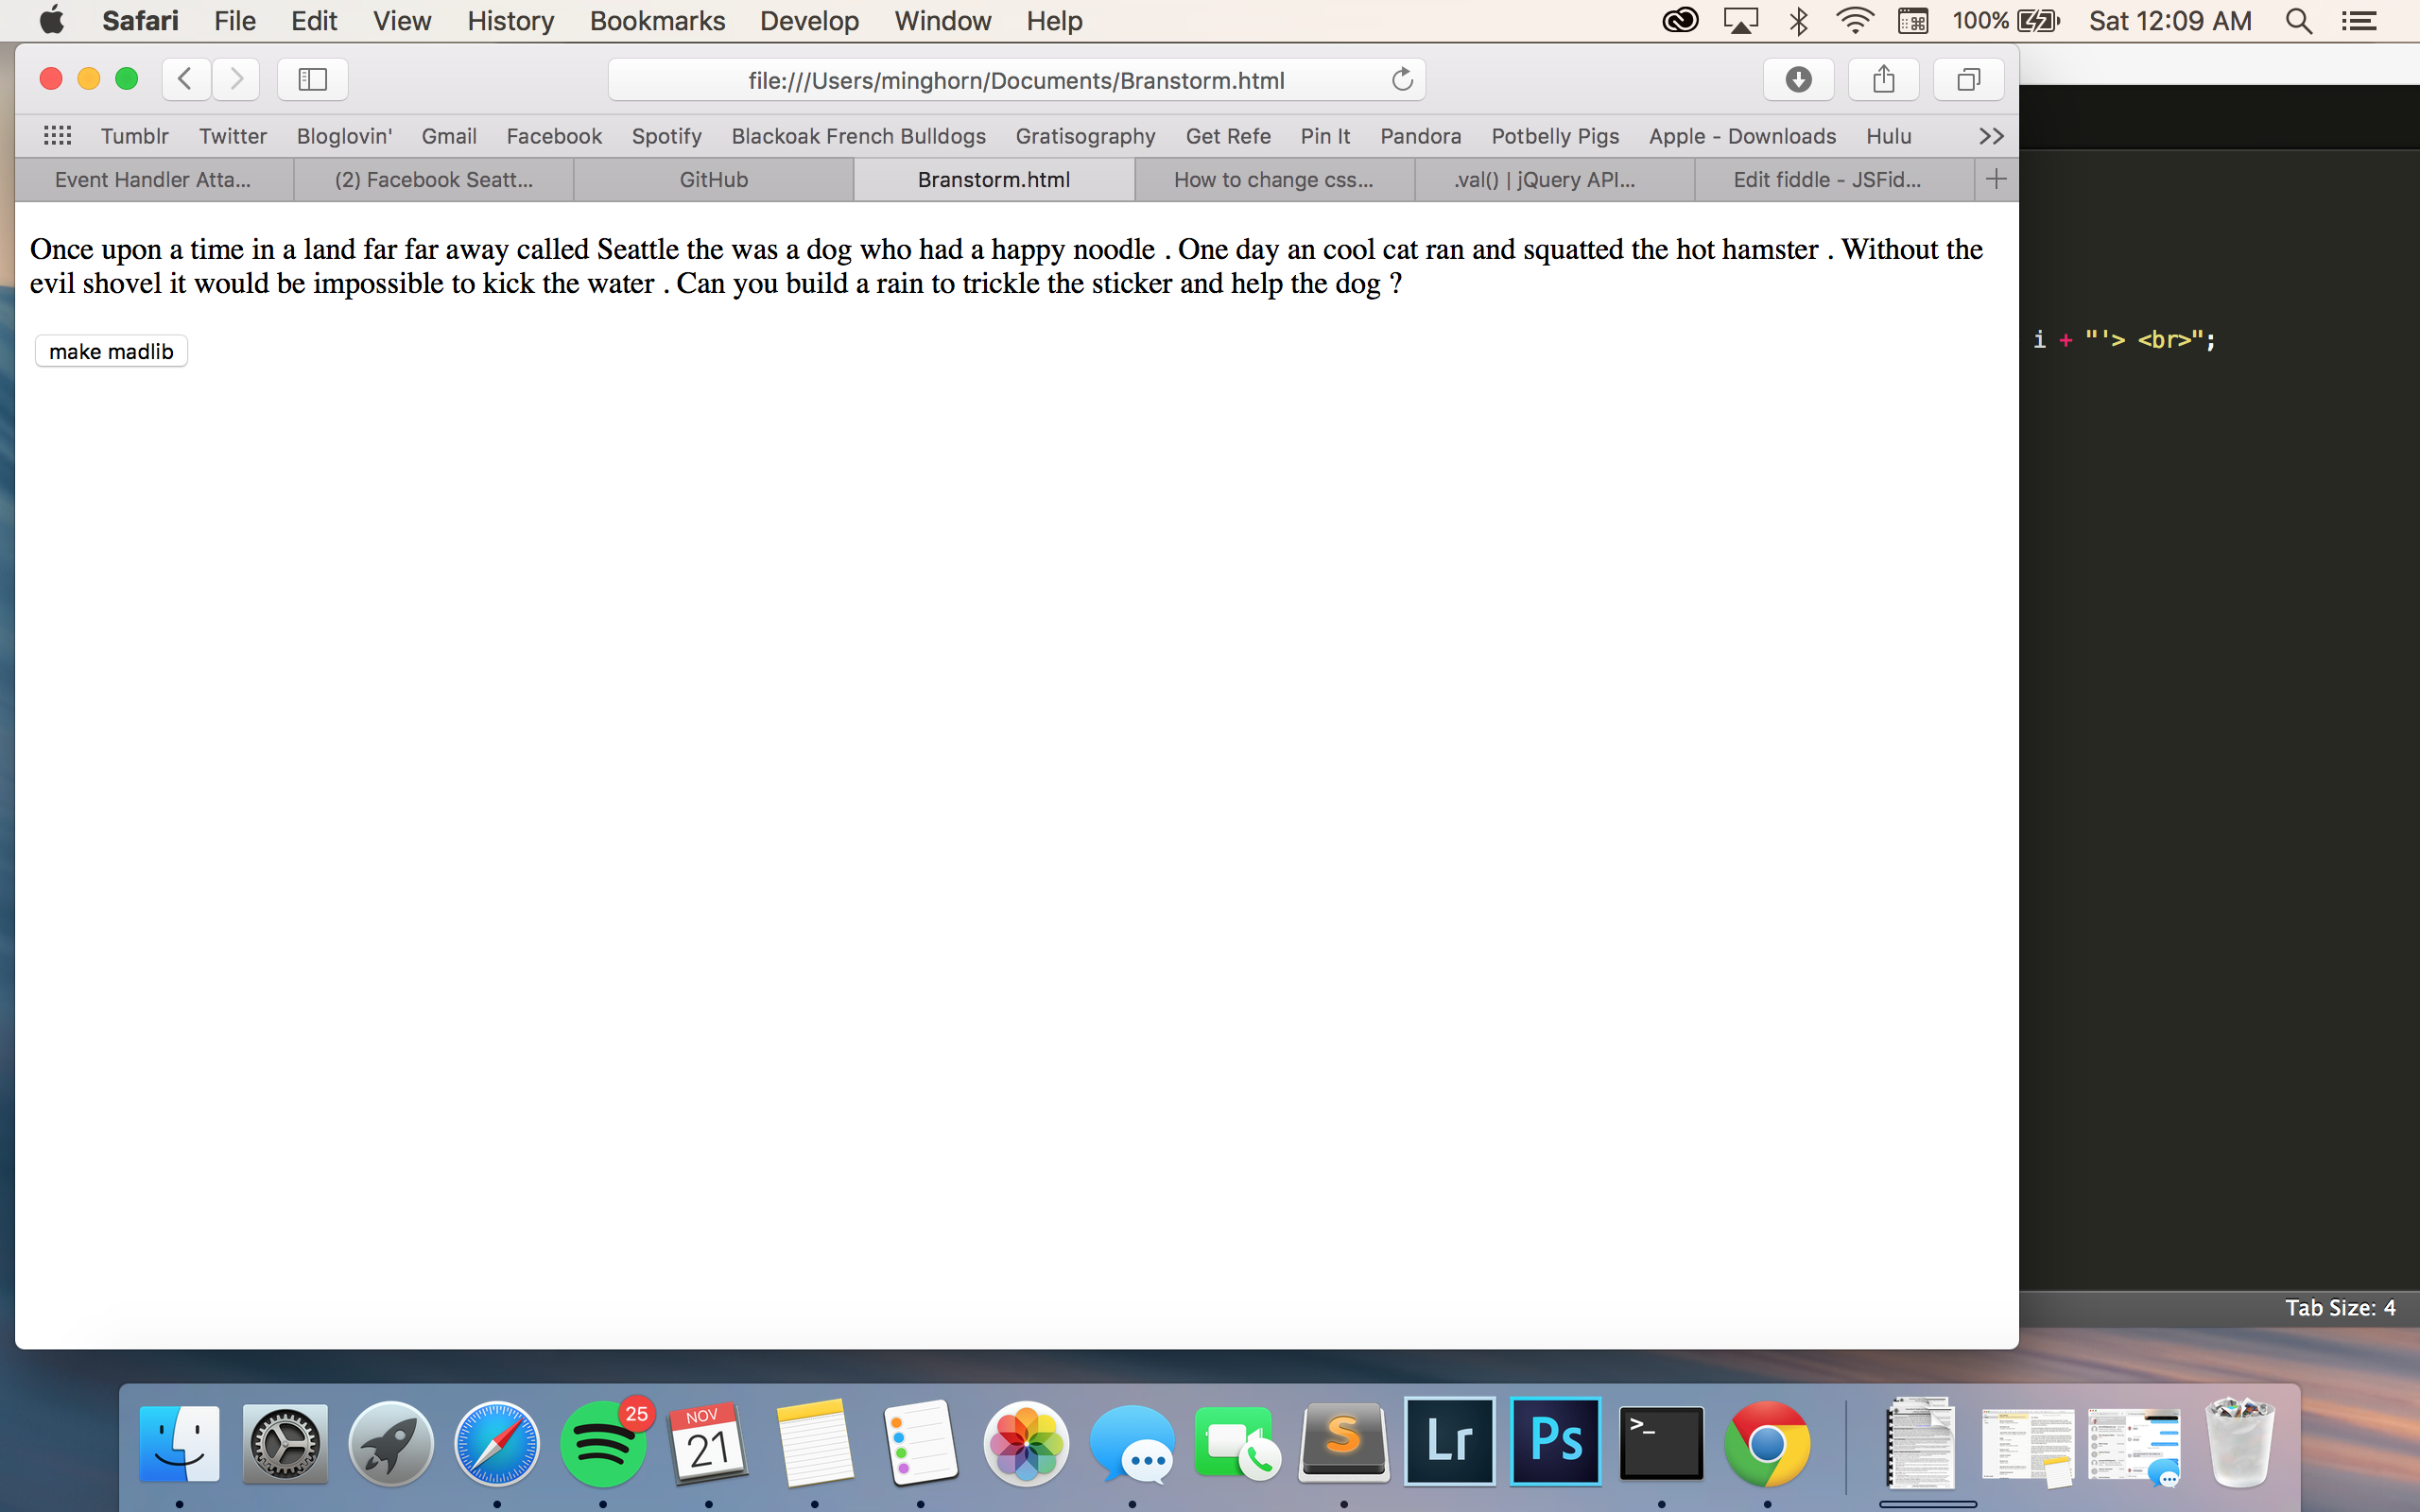 Safari File Edit View History Bookmarks Develop Window Help 100% Sat 12:09 AM
file:///Users/minghorn/Documents/Branstorm.html
Tumblr Twitter Bloglovin' Gmail Facebook Spotify Blackoak French Bulldogs Gratisography Get Refe Pin It Pandora Potbelly Pigs Apple - Downloads Hulu >>
Event Handler Atta... (2) Facebook Seatt... GitHub Branstorm.html How to change css... .val() | jQuery API... Edit fiddle - JSFid... +
Once upon a time in a land far far away called Seattle the was a dog who had a happy noodle . One day an cool cat ran and squatted the hot hamster . Without the
evil shovel it would be impossible to kick the water . Can you build a rain to trickle the sticker and help the dog ?
make madlib
i + "'> <br>";
Tab Size: 4
25
NOV
21
S
Lr
Ps
>_